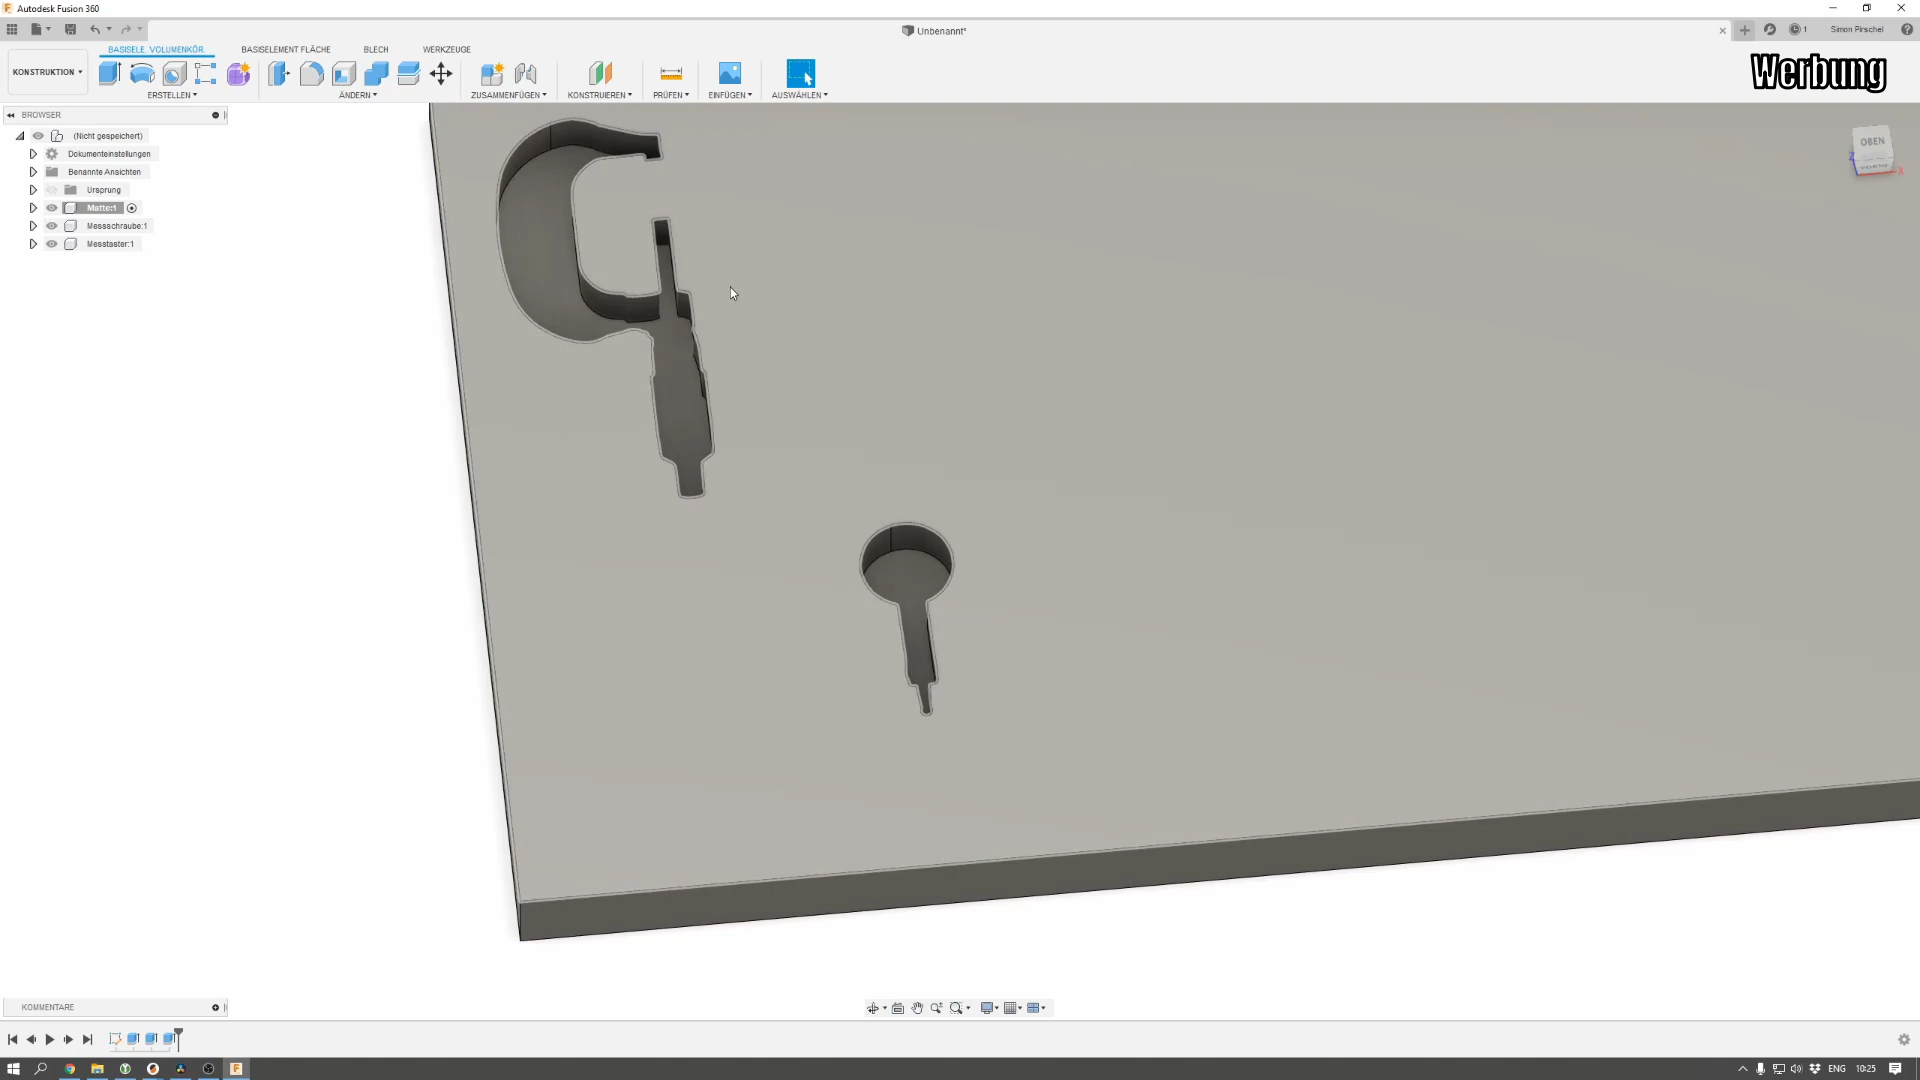 Autodesk Fusion 360
Unbenannt*
1
Simon Pirschel
KONSTRUKTION
BASISELE. VOLUMENKÖR.
BASISELEMENT FLÄCHE
BLECH
WERKZEUGE
ERSTELLEN
ÄNDERN
ZUSAMMENFÜGEN
KONSTRUIEREN
PRÜFEN
EINFÜGEN
AUSWÄHLEN
Werbung
BROWSER
(Nicht gespeichert)
Dokumenteinstellungen
Benannte Ansichten
Ursprung
Matte:1
Messschraube:1
Messtaster:1
OBEN
VORNE
Z
X
KOMMENTARE
ENG
10:25